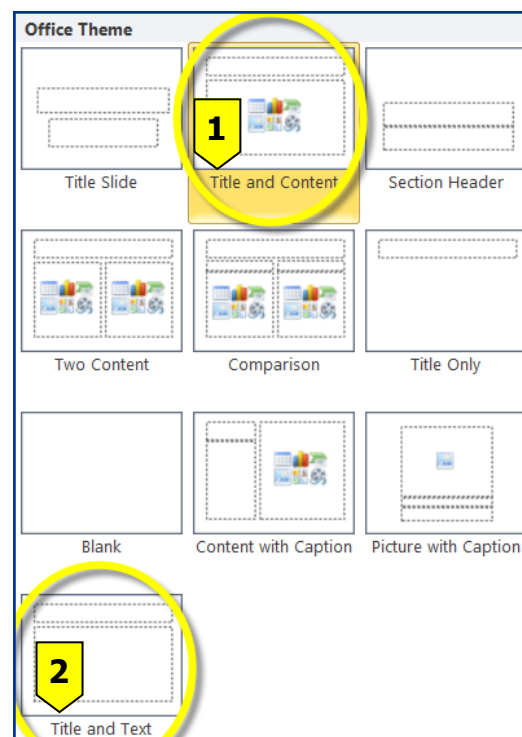 Office Theme
1
Title Slide
Title and Content
Section Header
Two Content
Comparison
Title Only
Blank
Content with Caption
Picture with Caption
2
Title and Text